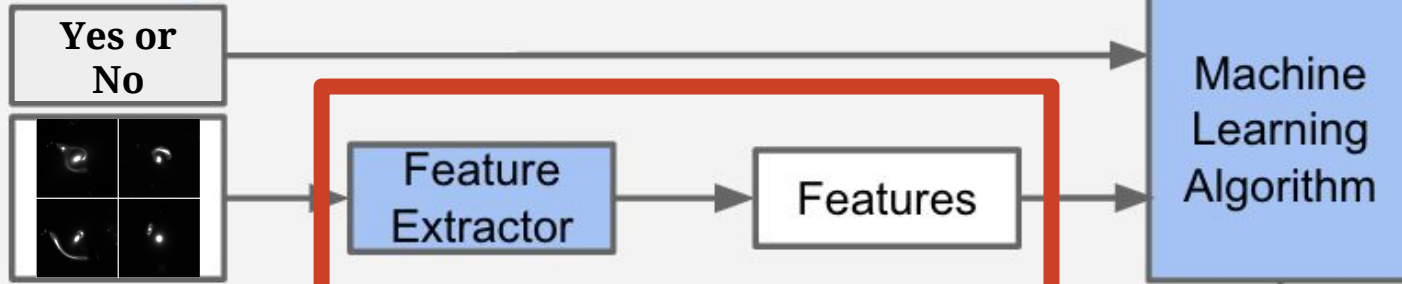 Yes or
No
Feature
Extractor
Features
Machine
Learning
Algorithm